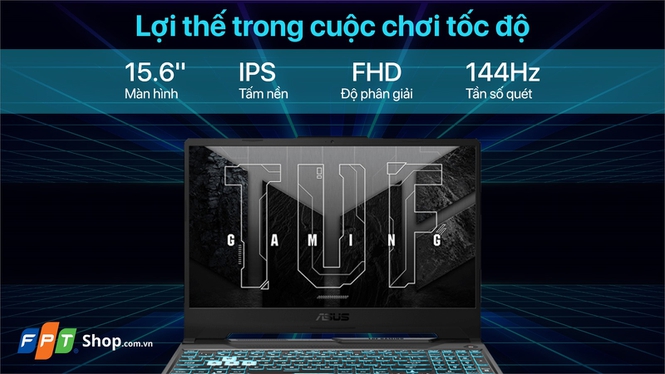 Lợi thế trong cuộc chơi tốc độ
15.6" IPS FHD 144Hz
Màn hình Tấm nền Độ phân giải Tần số quét
TUF
GAMING
ASUS
FPT Shop.com.vn